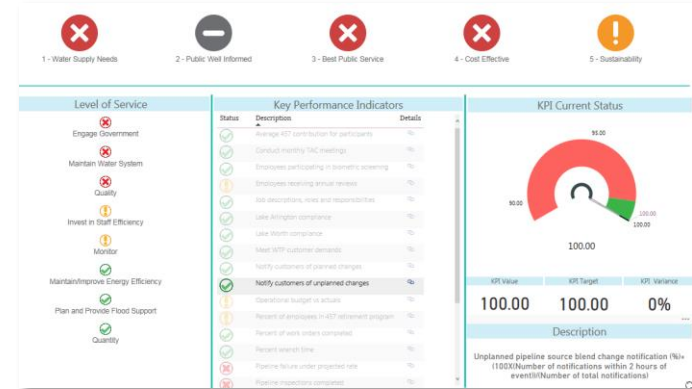 1 - Water Supply Needs
2 - Public Well Informed
3 - Best Public Service
4 - Cost Effective
5 - Sustainability
Level of Service
Engage Government
Maintain Water System
Quality
Invest in Staff Efficiency
Monitor
Maintain/Improve Energy Efficiency
Plan and Provide Flood Support
Quantity
Key Performance Indicators
Status Description Details
Average 457 contribution for participants
Conduct monthly TAC meetings
Employees participating in biometric screening
Employees receiving annual reviews
Job descriptions, roles and responsibilities
Lake Arlington compliance
Lake Worth compliance
Meet WTP customer demands
Notify customers of planned changes
Notify customers of unplanned changes
Operational budget vs actuals
Percent of employees in 457 retirement program
Percent of work orders completed
Percent wrench time
Pipeline failure under projected rate
Pipeline inspections completed
KPI Current Status
95.00
90.00
100.00
100.00
100.00
KPI Value KPI Target KPI Variance
100.00 100.00 0%
Description
Unplanned pipeline source blend change notification (%)=
(100X(Number of notifications within 2 hours of
event))/(Number of total notifications)